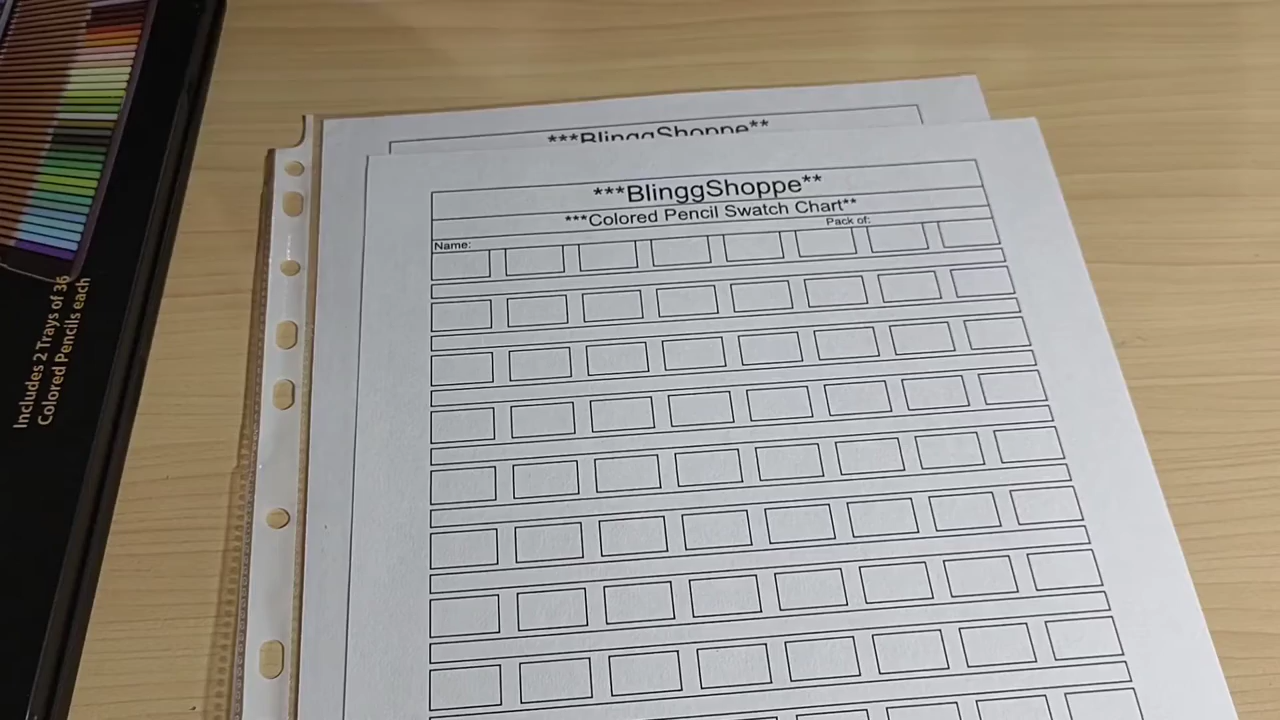 Includes 2 Trays of 36
Colored Pencils each
***BlinggShoppe**
***BlinggShoppe**
***Colored Pencil Swatch Chart**
Name: Pack of: